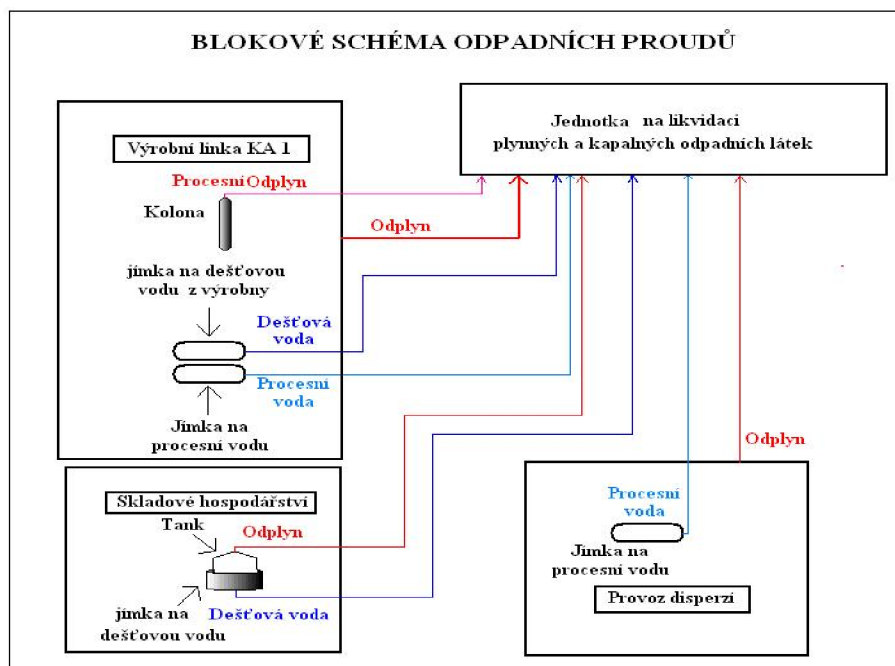 BLOKOVÉ SCHÉMA ODPADNÍCH PROUDŮ
Jednotka na likvidaci
plynných a kapalných odpadních látek
Výrobní linka KA 1
Procesní Odplyn
Kolona
Odplyn
jímka na dešťovou
vodu z výrobny
Dešťová
voda
Procesní
voda
Jímka na
procesní vodu
Skladové hospodářství
Tank
Odplyn
jímka na
dešťovou vodu
Dešťová voda
Odplyn
Procesní
voda
Jímka na
procesní vodu
Provoz disperzí